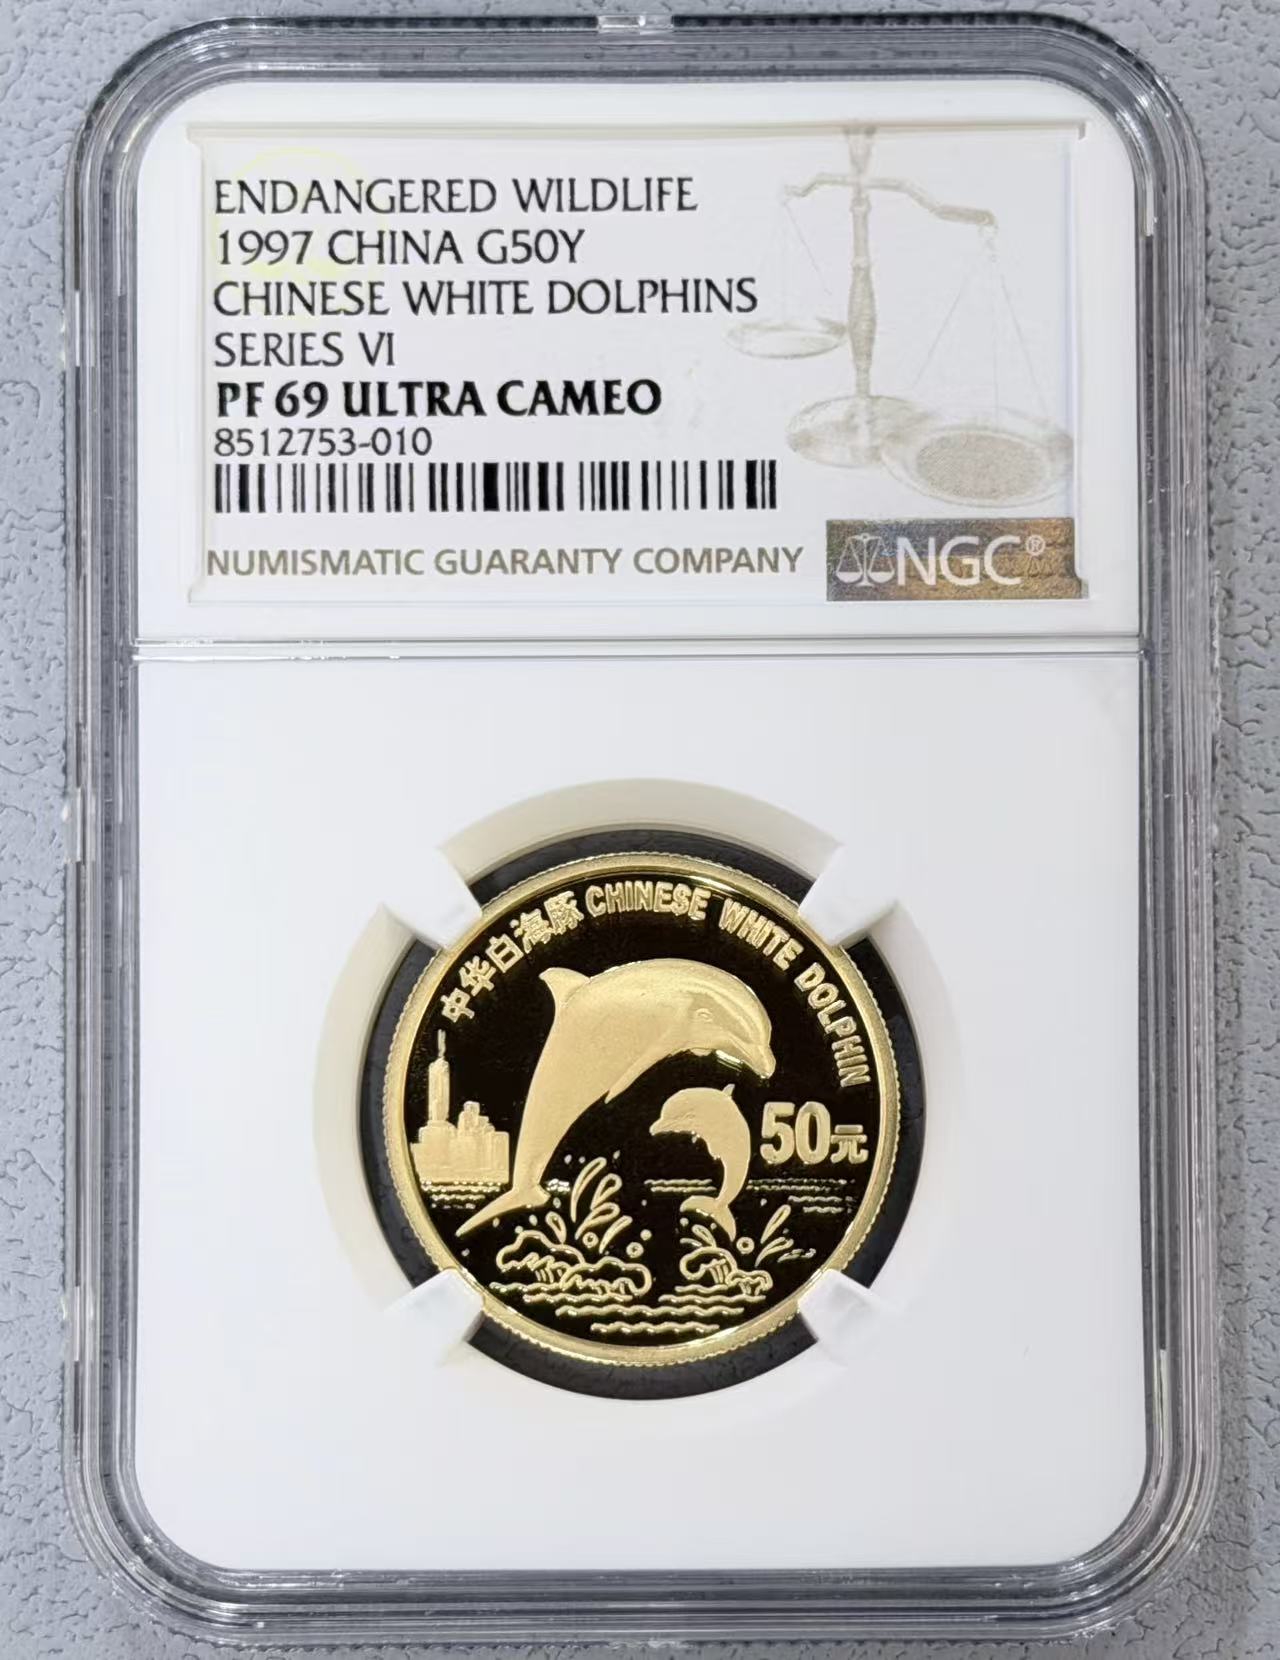 ENDANGERED WILDLIFE
1997 CHINA G50Y
CHINESE WHITE DOLPHINS
SERIES VI
PF 69 ULTRA CAMEO
8512753-010
NUMISMATIC GUARANTY COMPANY
NGC®
中华白海豚 CHINESE WHITE DOLPHIN
50元